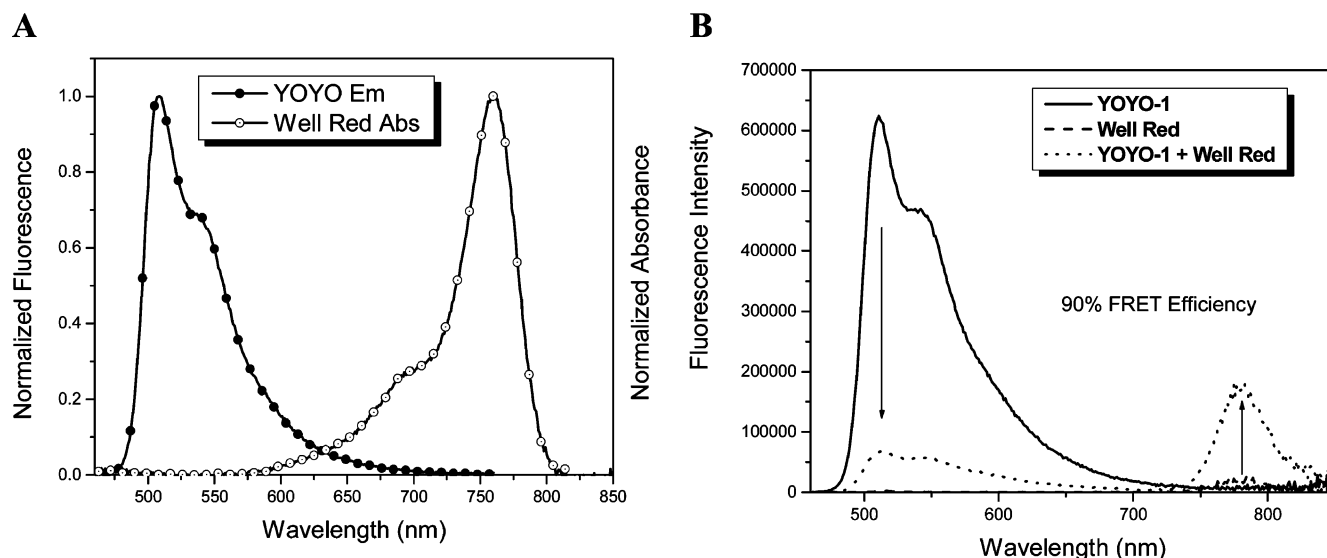 A
YOYO Em
Well Red Abs
Normalized Fluorescence
1.0
0.8
0.6
0.4
0.2
0.0
500 550 600 650 700 750 800 850
Wavelength (nm)
Normalized Absorbance
B
YOYO-1
Well Red
YOYO-1 + Well Red
90% FRET Efficiency
Fluorescence Intensity
700000
600000
500000
400000
300000
200000
100000
0
500 600 700 800
Wavelength (nm)